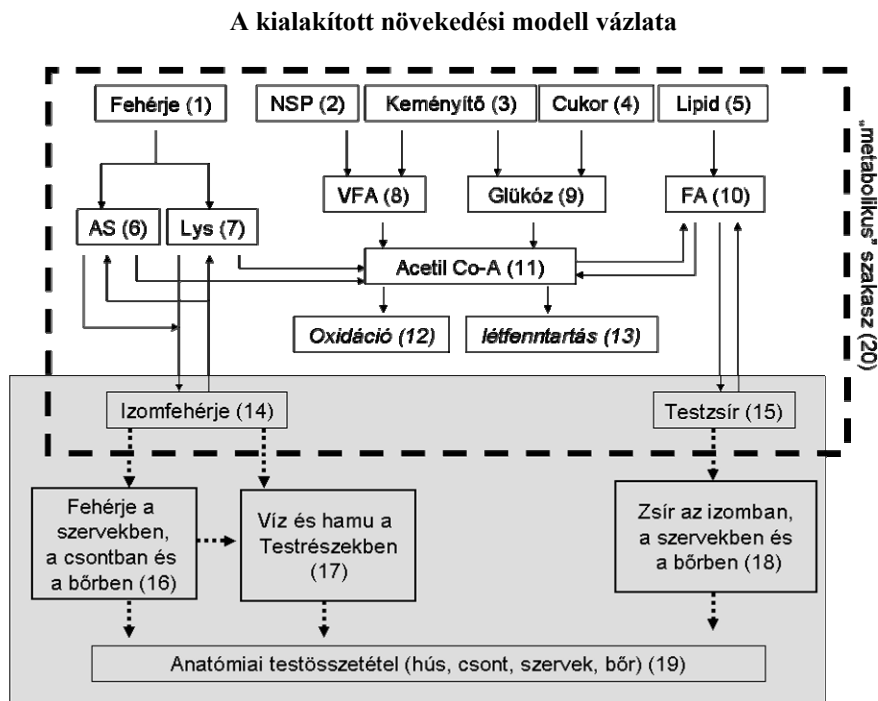 A kialakított növekedési modell vázlata
Fehérje (1)
NSP (2)
Keményítő (3)
Cukor (4)
Lipid (5)
VFA (8)
Glükóz (9)
FA (10)
AS (6)
Lys (7)
Acetil Co-A (11)
Oxidáció (12)
létfenntartás (13)
„metabolikus” szakasz (20)
Izomfehérje (14)
Testzsír (15)
Fehérje a
szervekben,
a csontban és
a bőrben (16)
Víz és hamu a
Testrészekben
(17)
Zsír az izomban,
a szervekben és
a bőrben (18)
Anatómiai testösszetétel (hús, csont, szervek, bőr) (19)